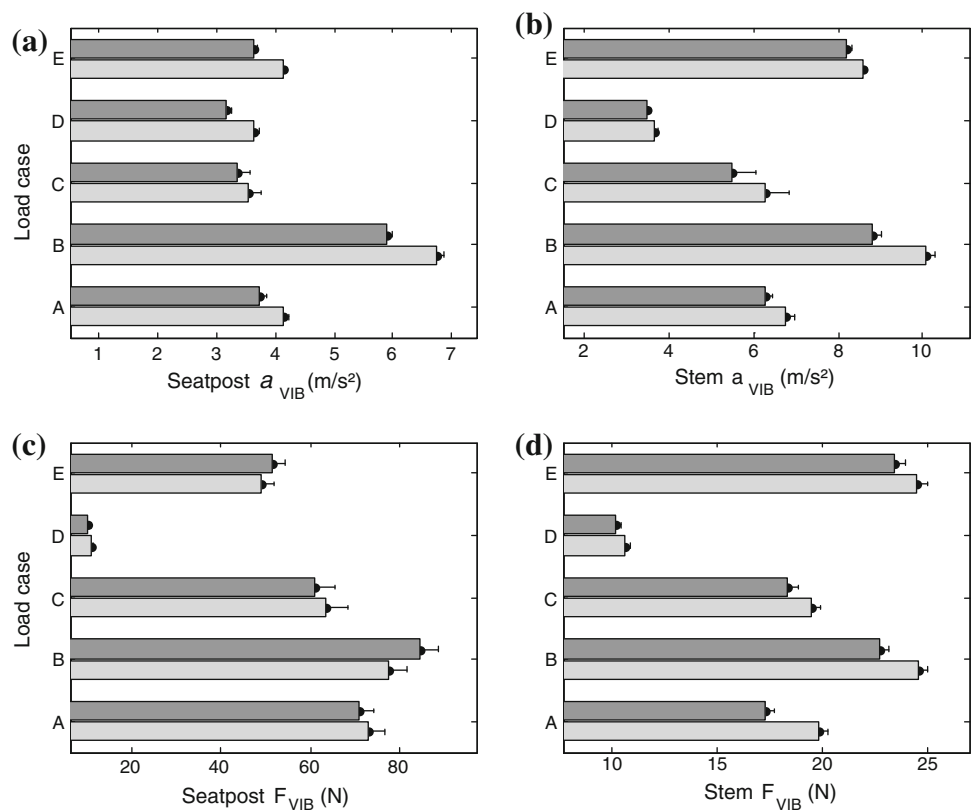 (a)
Load case
E
D
C
B
A
1 2 3 4 5 6 7
Seatpost a VIB (m/s²)
(b)
E
D
C
B
A
2 4 6 8 10
Stem a VIB (m/s²)
(c)
Load case
E
D
C
B
A
20 40 60 80
Seatpost F VIB (N)
(d)
E
D
C
B
A
10 15 20 25
Stem F VIB (N)